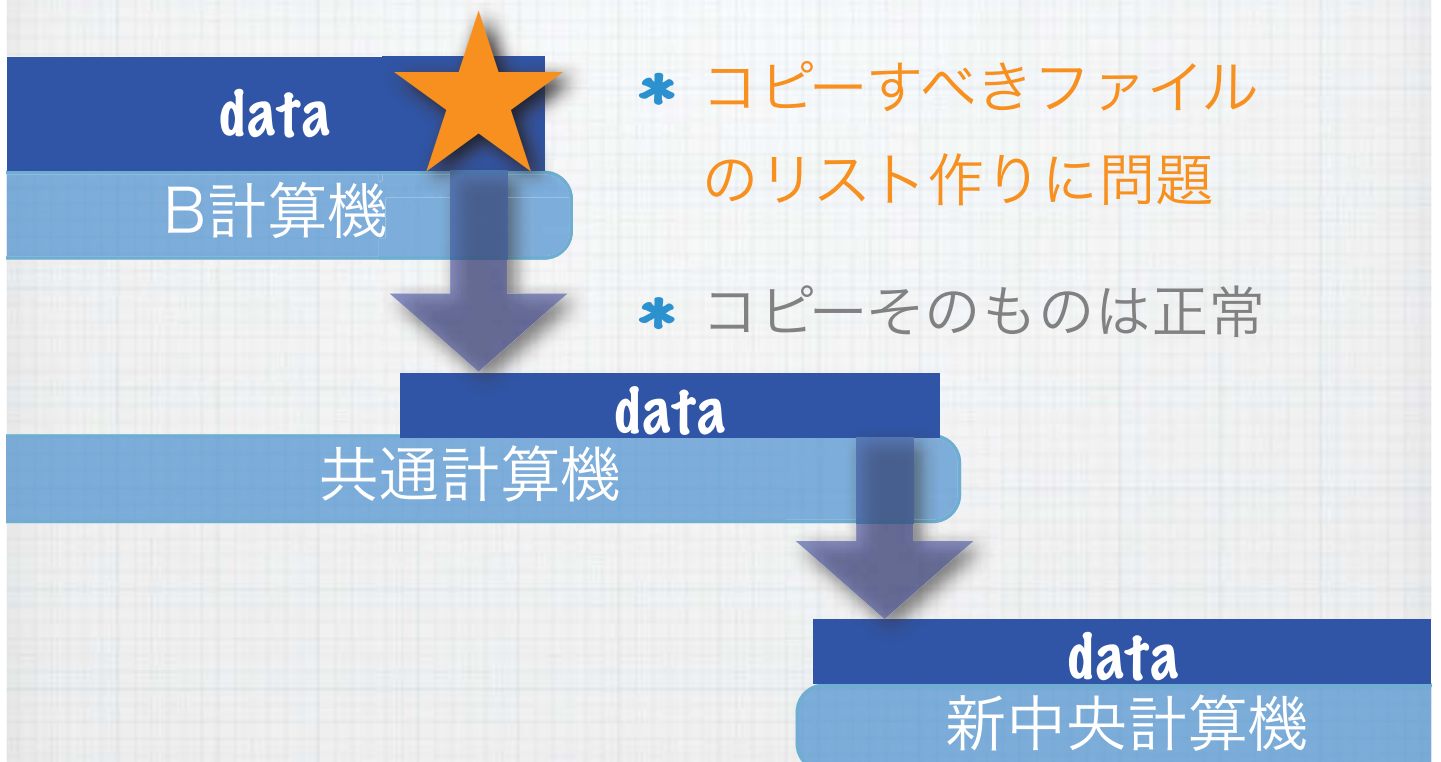 data
B計算機
* コピーすべきファイル
のリスト作りに問題
* コピーそのものは正常
data
共通計算機
data
新中央計算機